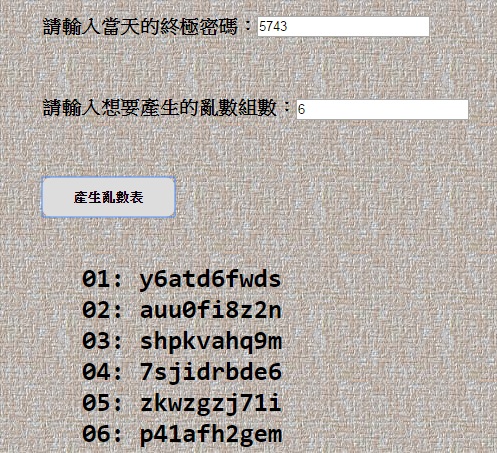 請輸入當天的終極密碼：5743
請輸入想要產生的亂數組數：6
產生亂數表
01: y6atd6fwds
02: auu0fi8z2n
03: shpkvahq9m
04: 7sjidrbde6
05: zkwzgzj71i
06: p41afh2gem